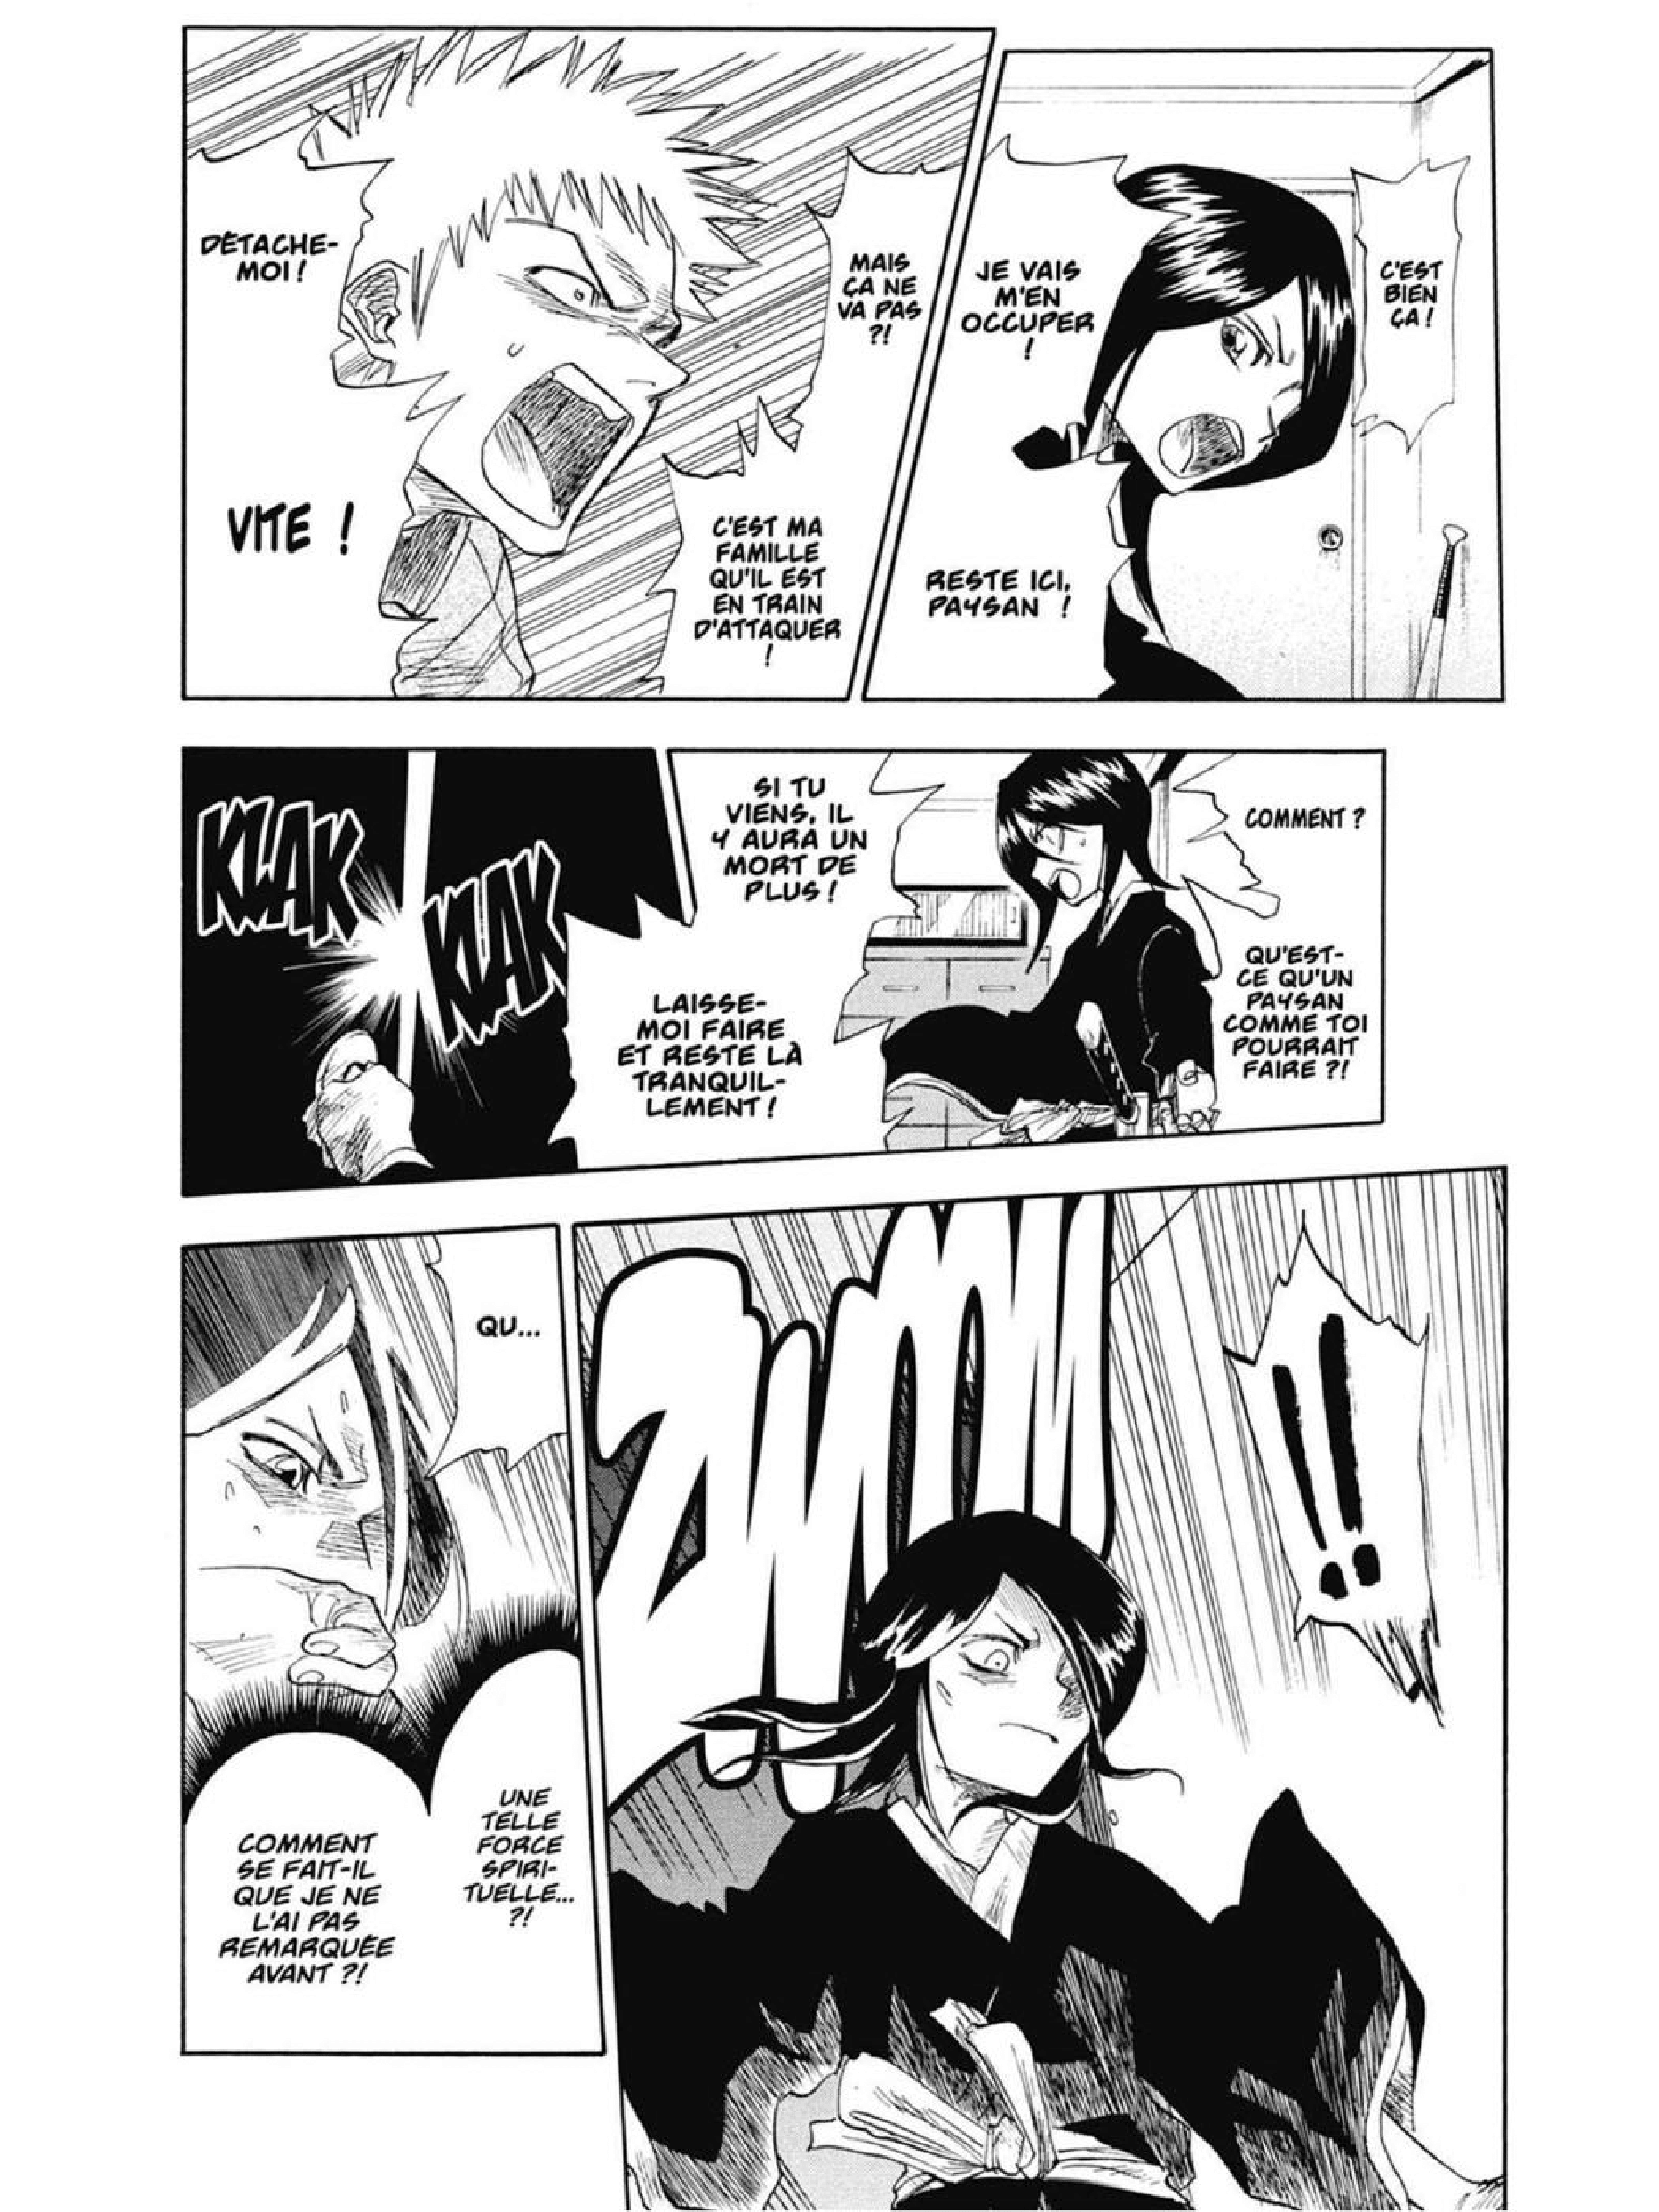 C'EST
BIEN
ÇA !
JE VAIS
M'EN
OCCUPER
!
RESTE ICI,
PAYSAN !
MAIS
ÇA NE
VA PAS
?!
C'EST MA
FAMILLE
QU'IL EST
EN TRAIN
D'ATTAQUER
!
DÉTACHE-
MOI !
VITE !
COMMENT ?
QU'EST-
CE QU'UN
PAYSAN
COMME TOI
POURRAIT
FAIRE ?!
SI TU
VIENS, IL
Y AURA UN
MORT DE
PLUS !
LAISSE-
MOI FAIRE
ET RESTE LÀ
TRANQUIL-
LEMENT !
KLAK
KLAK
!!
QU...
UNE
TELLE
FORCE
SPIRI-
TUELLE...
?!
COMMENT
SE FAIT-IL
QUE JE NE
L'AI PAS
REMARQUÉE
AVANT ?!